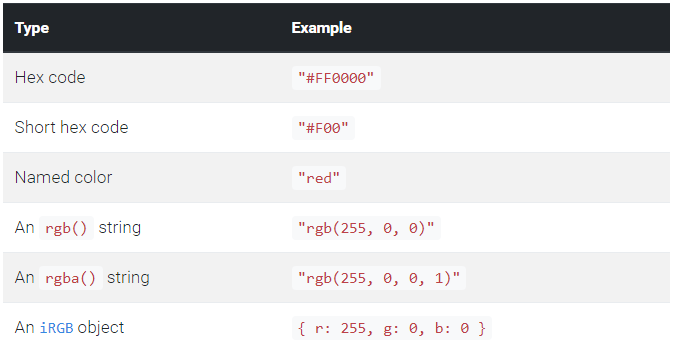 Type Example
Hex code "#FF0000"
Short hex code "#F00"
Named color "red"
An rgb() string "rgb(255, 0, 0)"
An rgba() string "rgb(255, 0, 0, 1)"
An iRGB object { r: 255, g: 0, b: 0 }